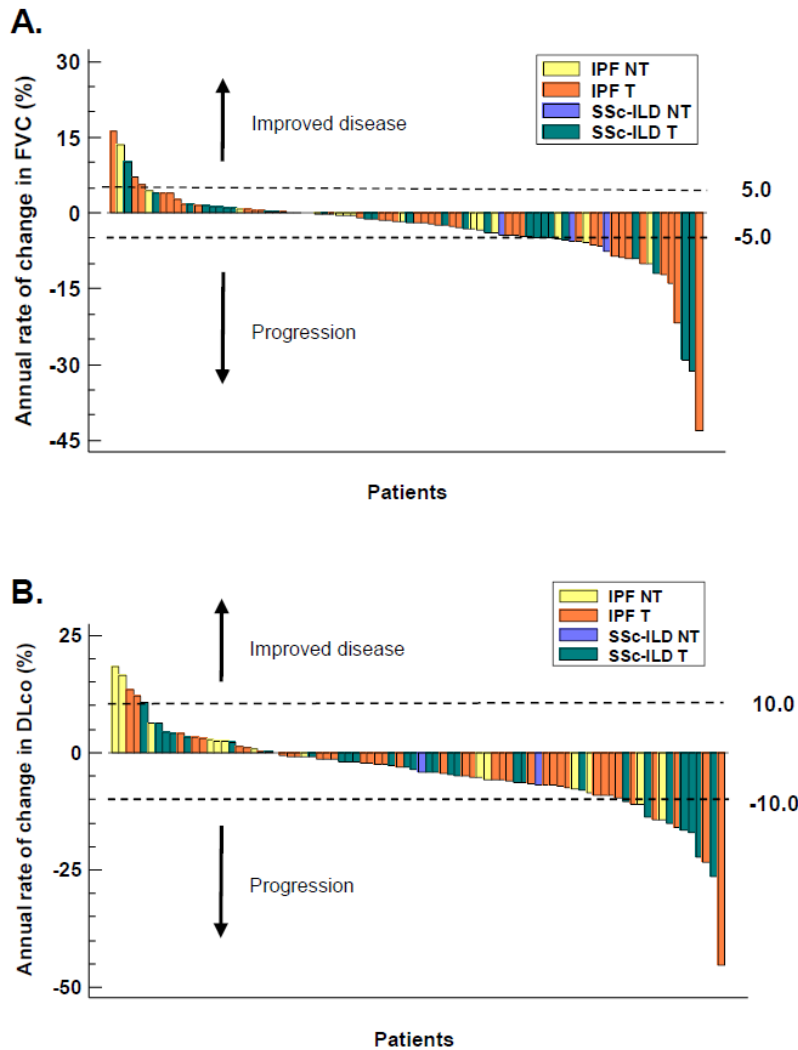 A.
Annual rate of change in FVC (%)
30
15
0
-15
-30
-45
Improved disease
Progression
IPF NT
IPF T
SSc-ILD NT
SSc-ILD T
5.0
-5.0
Patients
B.
Annual rate of change in DLco (%)
25
0
-25
-50
Improved disease
Progression
IPF NT
IPF T
SSc-ILD NT
SSc-ILD T
10.0
-10.0
Patients